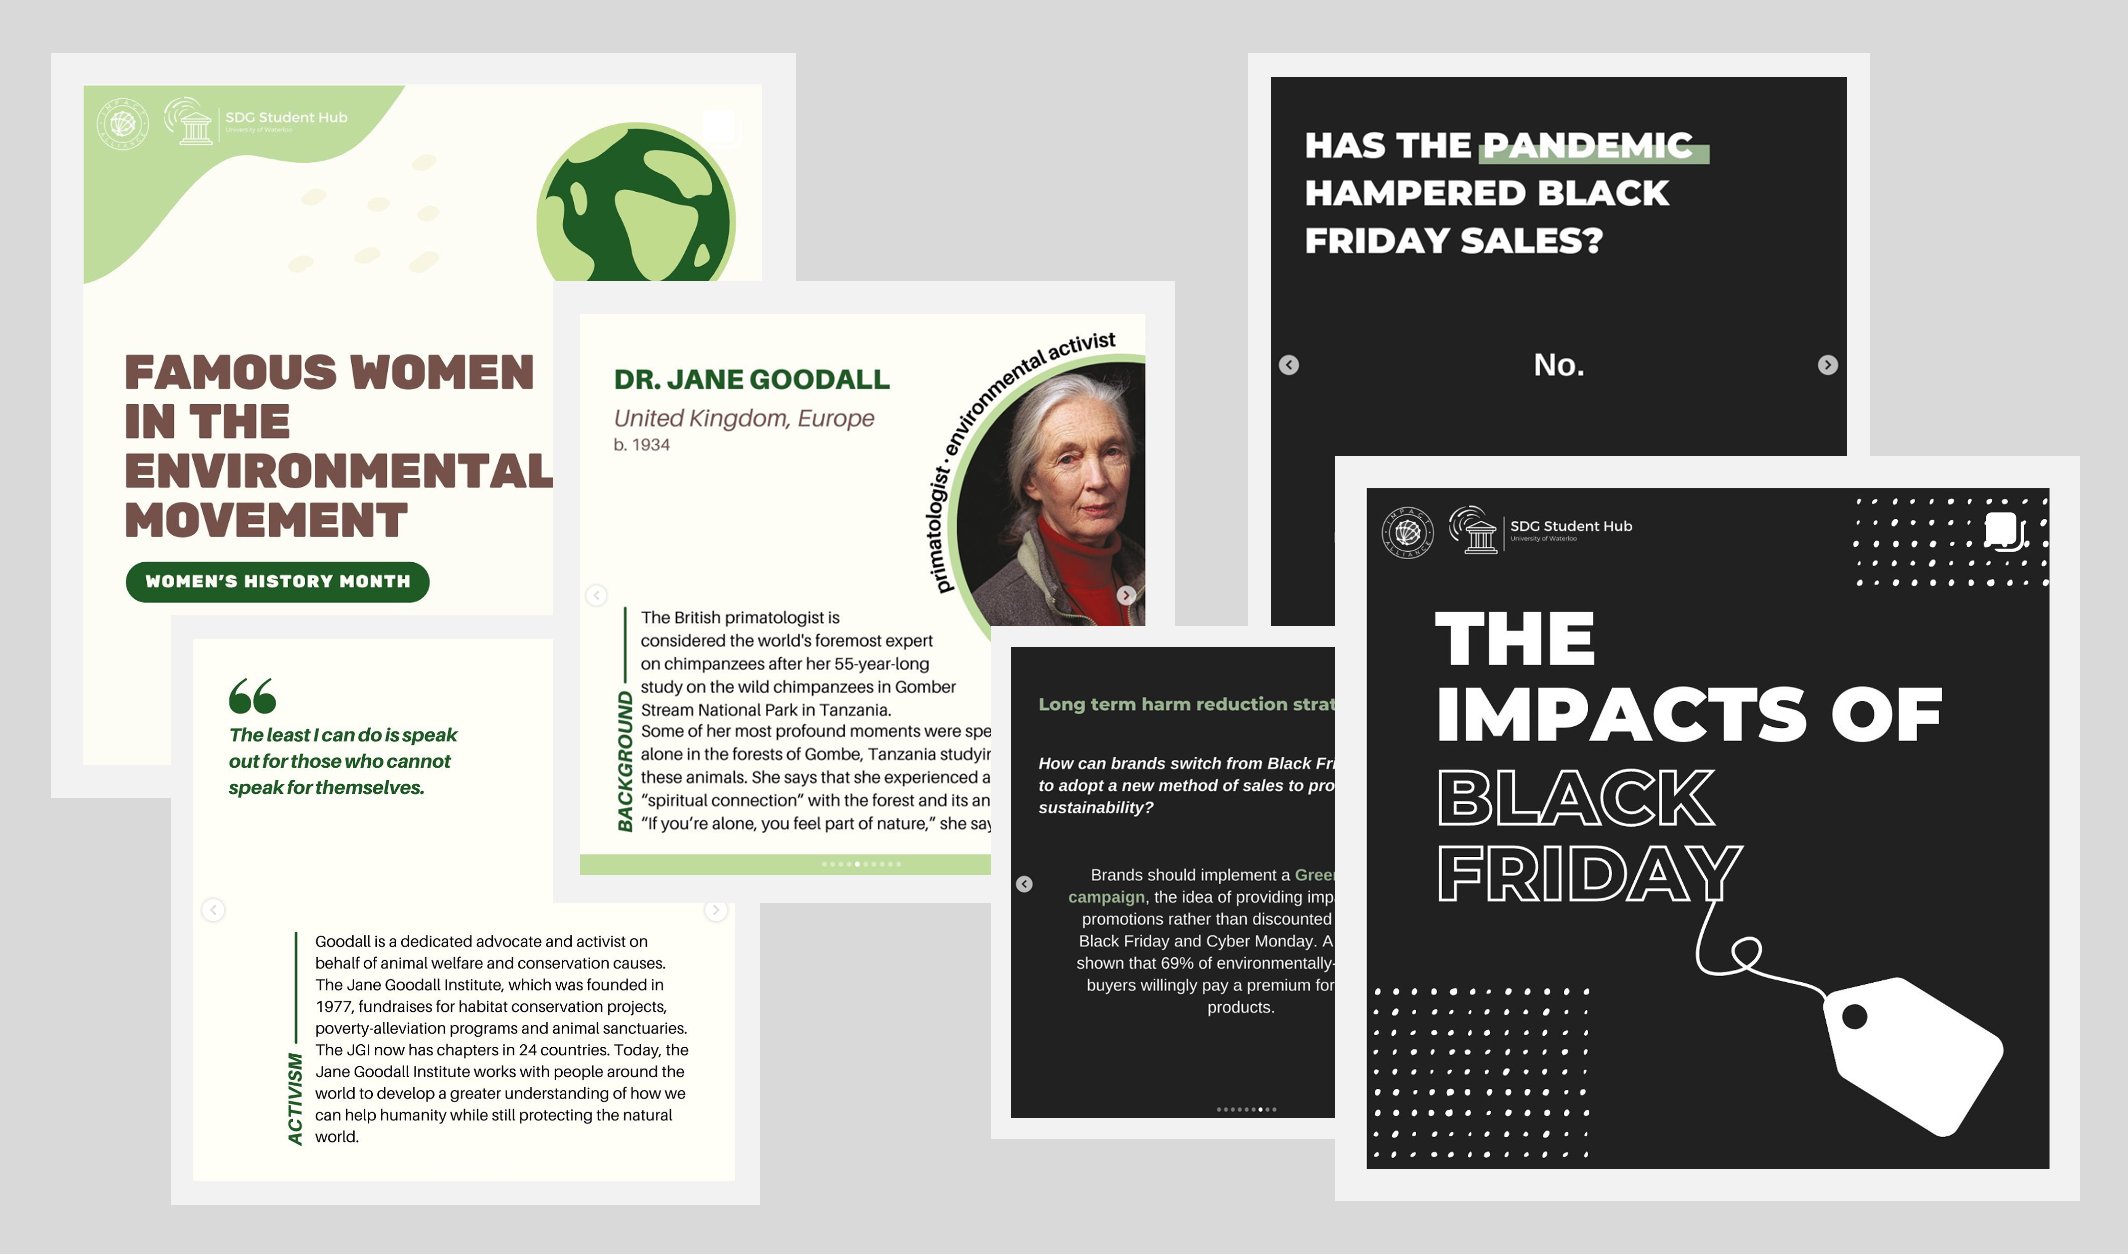 IMPACT ALLIANCE
SDG Student Hub
University of Waterloo
FAMOUS WOMEN
IN THE
ENVIRONMENTAL
MOVEMENT
WOMEN'S HISTORY MONTH
DR. JANE GOODALL
United Kingdom, Europe
b. 1934
primatologist · environmental activist
BACKGROUND
The British primatologist is
considered the world's foremost expert
on chimpanzees after her 55-year-long
study on the wild chimpanzees in Gomber
Stream National Park in Tanzania.
Some of her most profound moments were spe
alone in the forests of Gombe, Tanzania studyin
these animals. She says that she experienced a
“spiritual connection” with the forest and its an
“If you’re alone, you feel part of nature,” she say
“
The least I can do is speak
out for those who cannot
speak for themselves.
ACTIVISM
Goodall is a dedicated advocate and activist on
behalf of animal welfare and conservation causes.
The Jane Goodall Institute, which was founded in
1977, fundraises for habitat conservation projects,
poverty-alleviation programs and animal sanctuaries.
The JGI now has chapters in 24 countries. Today, the
Jane Goodall Institute works with people around the
world to develop a greater understanding of how we
can help humanity while still protecting the natural
world.
HAS THE PANDEMIC
HAMPERED BLACK
FRIDAY SALES?
No.
Long term harm reduction strat
How can brands switch from Black Fri
to adopt a new method of sales to pro
sustainability?
Brands should implement a Green
campaign, the idea of providing imp
promotions rather than discounted
Black Friday and Cyber Monday. A
shown that 69% of environmentally-
buyers willingly pay a premium for
products.
IMPACT ALLIANCE
SDG Student Hub
University of Waterloo
THE
IMPACTS OF
BLACK
FRIDAY